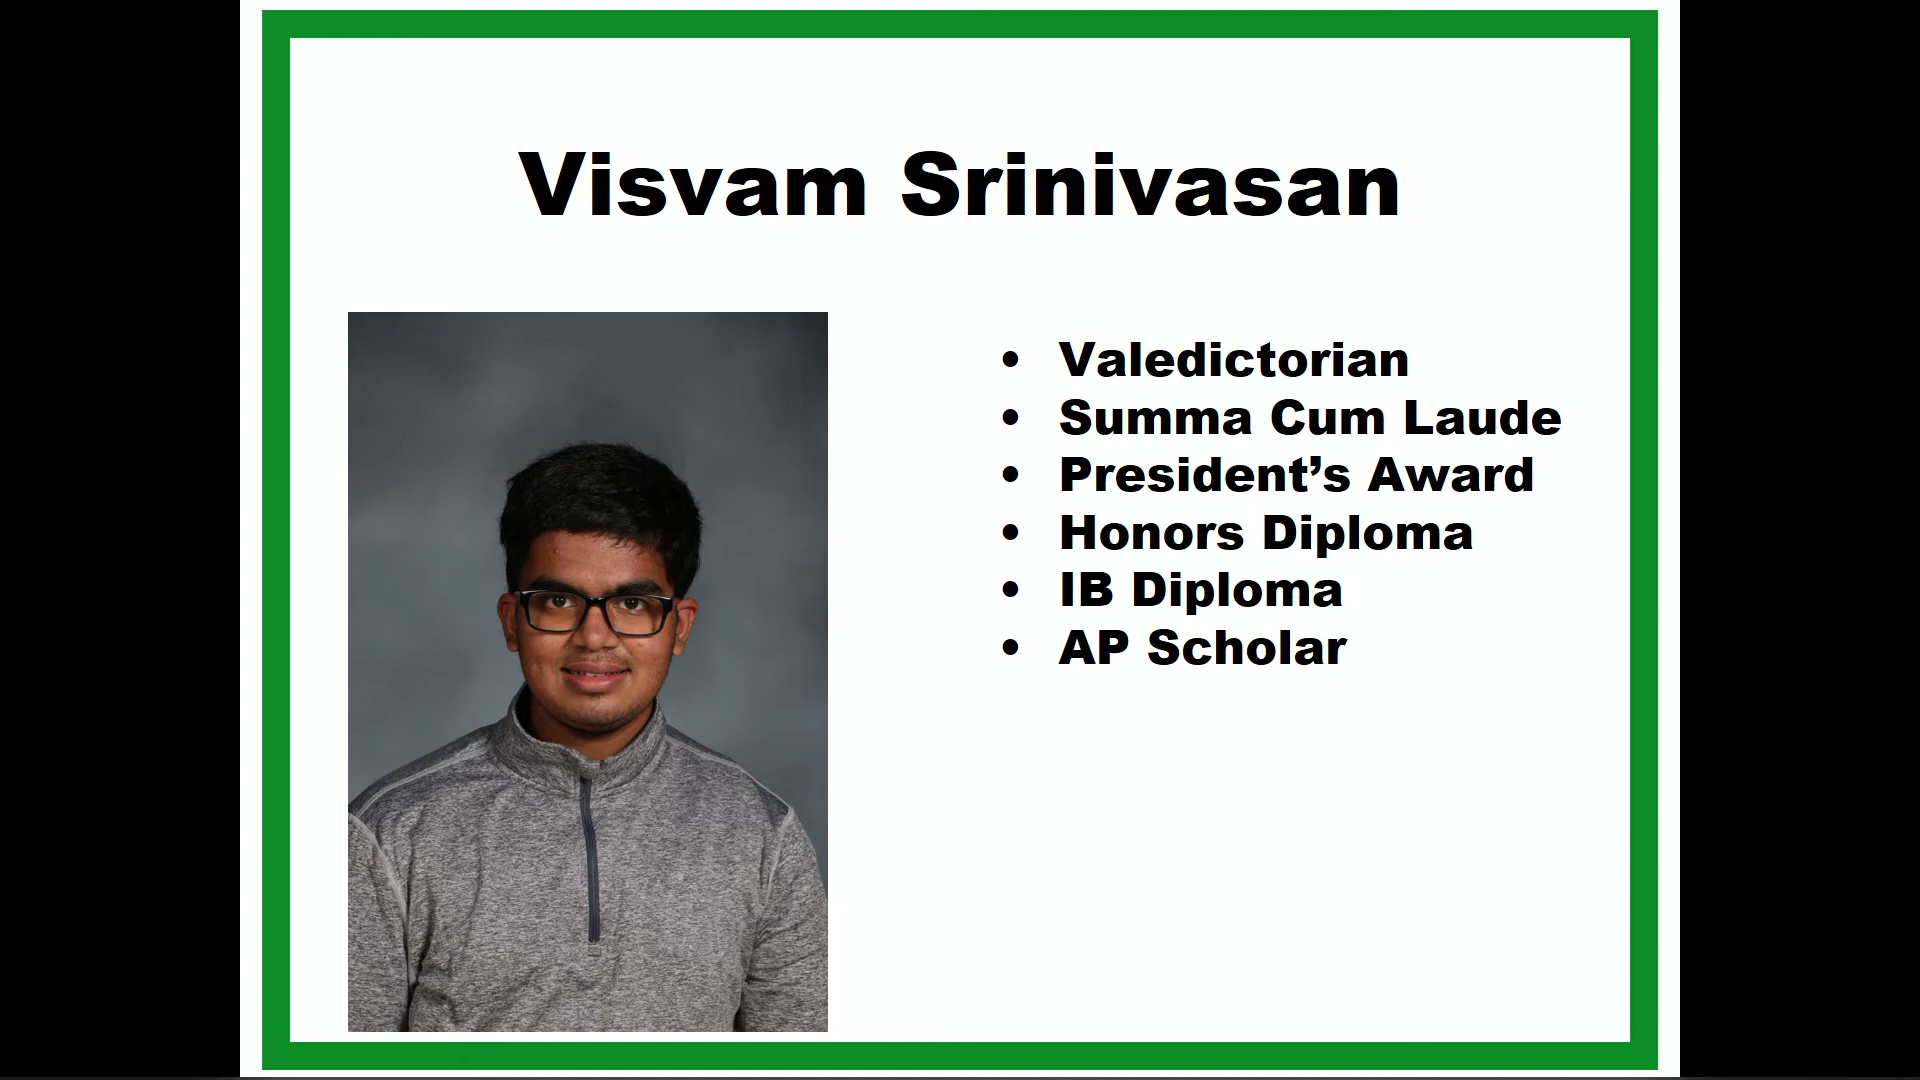 Visvam Srinivasan
• Valedictorian
• Summa Cum Laude
• President’s Award
• Honors Diploma
• IB Diploma
• AP Scholar